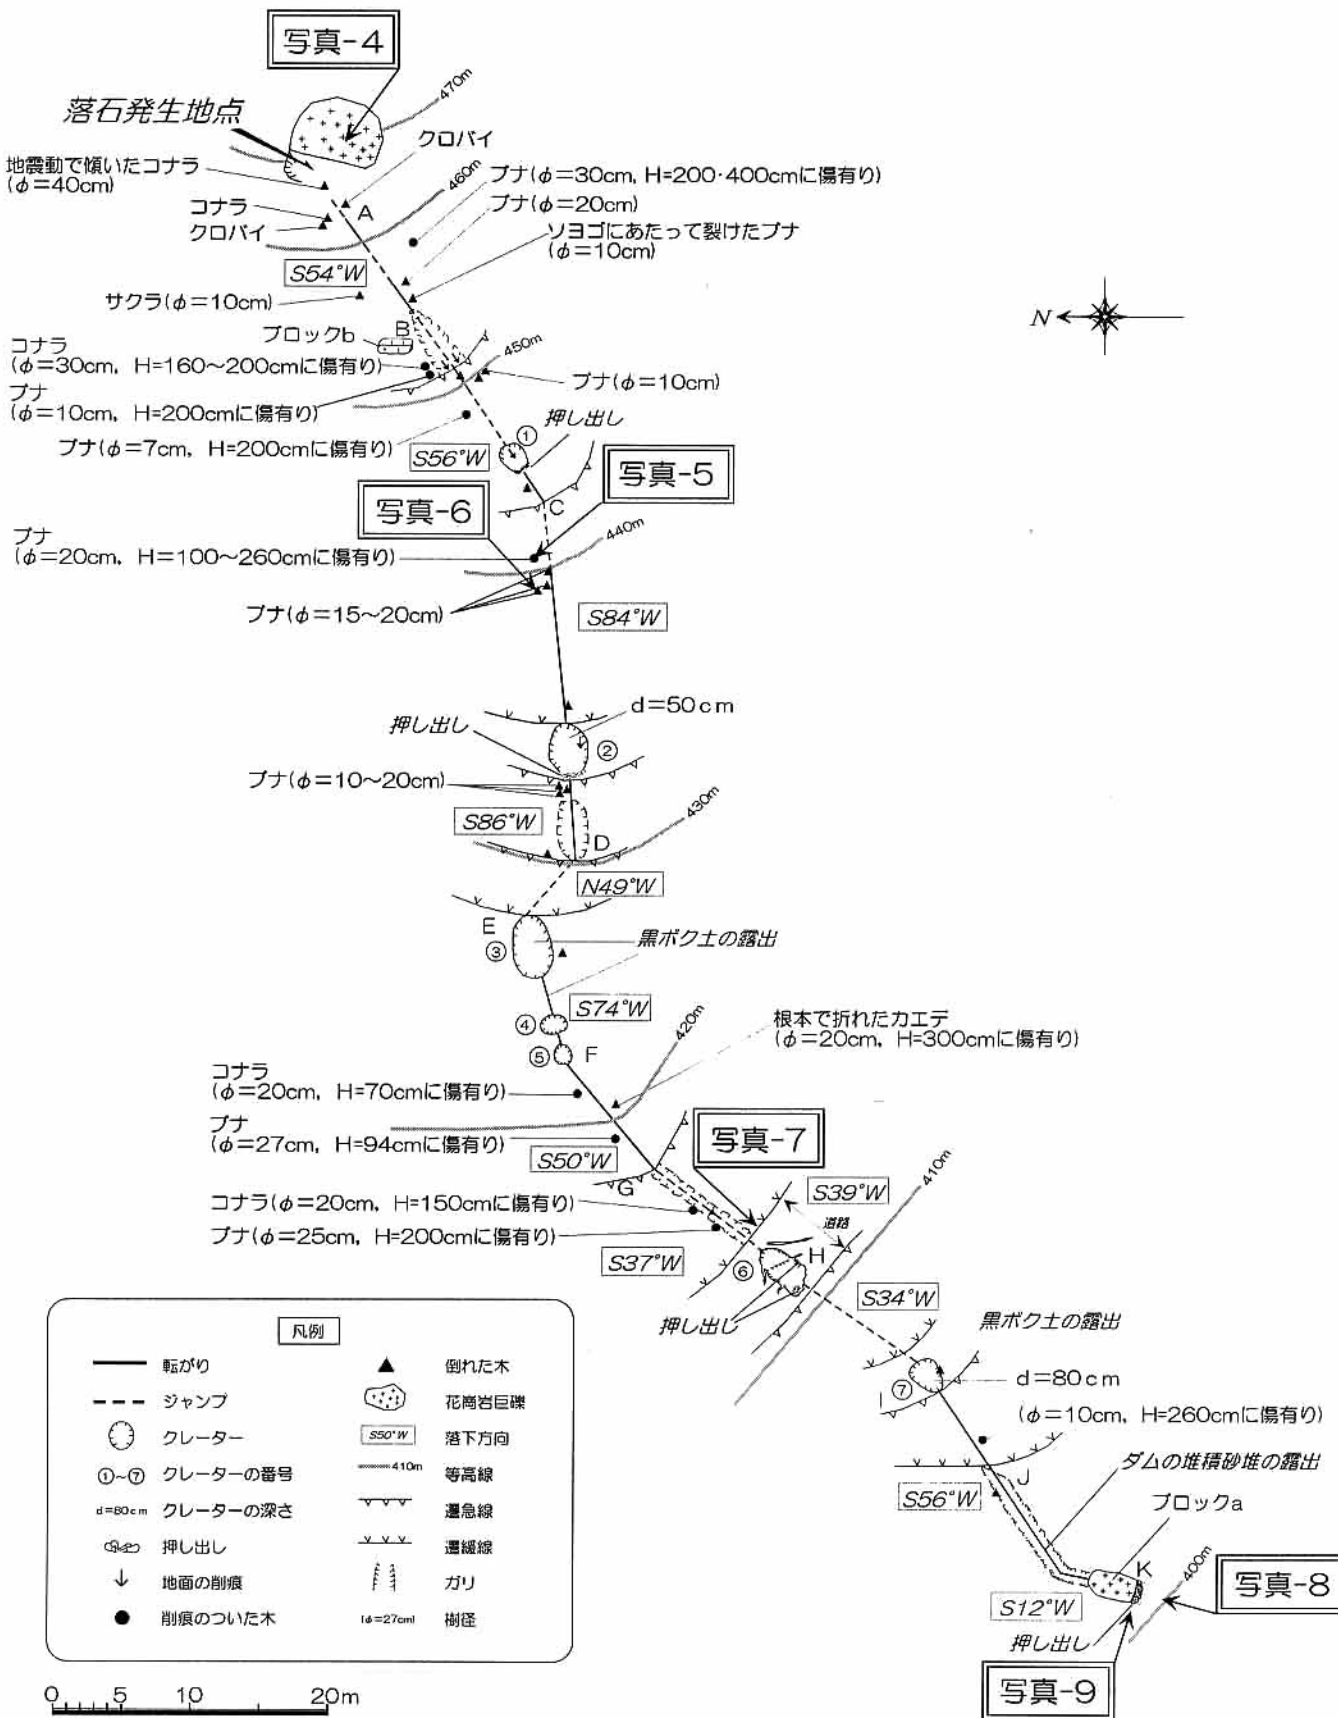 写真-4
470m
落石発生地点
クロバイ
地震動で傾いたコナラ
(φ=40cm)
460m
ブナ(φ=30cm, H=200・400cmに傷有り)
コナラ
クロバイ
A
ブナ(φ=20cm)
ソヨゴにあたって裂けたブナ
(φ=10cm)
S54°W
サクラ(φ=10cm)
N
B
ブロックb
450m
コナラ
(φ=30cm, H=160～200cmに傷有り)
ブナ
(φ=10cm, H=200cmに傷有り)
ブナ(φ=10cm)
ブナ(φ=7cm, H=200cmに傷有り)
①
押し出し
S56°W
写真-5
写真-6
C
440m
ブナ
(φ=20cm, H=100～260cmに傷有り)
ブナ(φ=15～20cm)
S84°W
d=50cm
押し出し
②
ブナ(φ=10～20cm)
430m
S86°W
D
N49°W
E
③
黒ボク土の露出
S74°W
④
⑤
F
420m
根本で折れたカエデ
(φ=20cm, H=300cmに傷有り)
コナラ
(φ=20cm, H=70cmに傷有り)
ブナ
(φ=27cm, H=94cmに傷有り)
写真-7
S50°W
G
410m
コナラ(φ=20cm, H=150cmに傷有り)
ブナ(φ=25cm, H=200cmに傷有り)
S39°W
道路
S37°W
⑥
H
押し出し
S34°W
黒ボク土の露出
⑦
I
d=80cm
(φ=10cm, H=260cmに傷有り)
ダムの堆積砂堆の露出
J
S56°W
ブロックa
K
400m
写真-8
S12°W
押し出し
写真-9
凡例
転がり
倒れた木
ジャンプ
花崗岩巨礫
クレーター
S50°W 落下方向
①～⑦ クレーターの番号
410m 等高線
d=80cm クレーターの深さ
遷急線
押し出し
遷緩線
地面の削痕
ガリ
削痕のついた木
(φ=27cm) 樹径
0 5 10 20m